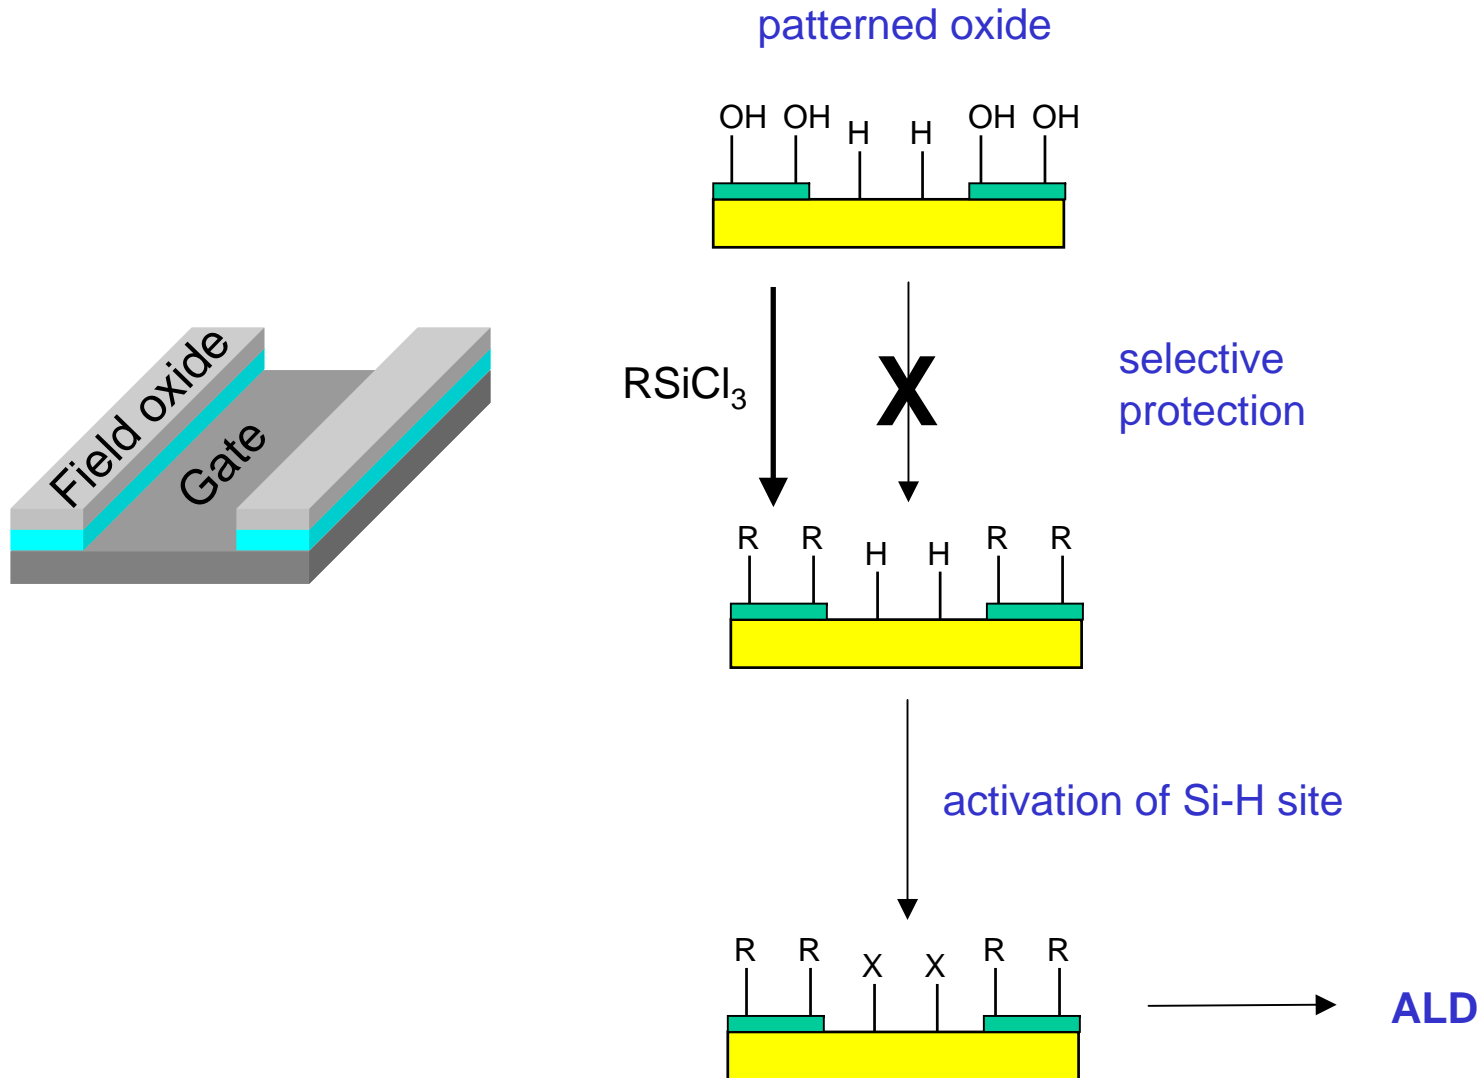 patterned oxide
OH OH H H OH OH
Field oxide
Gate
RSiCl₃
X
selective
protection
R R H H R R
activation of Si-H site
R R X X R R
ALD